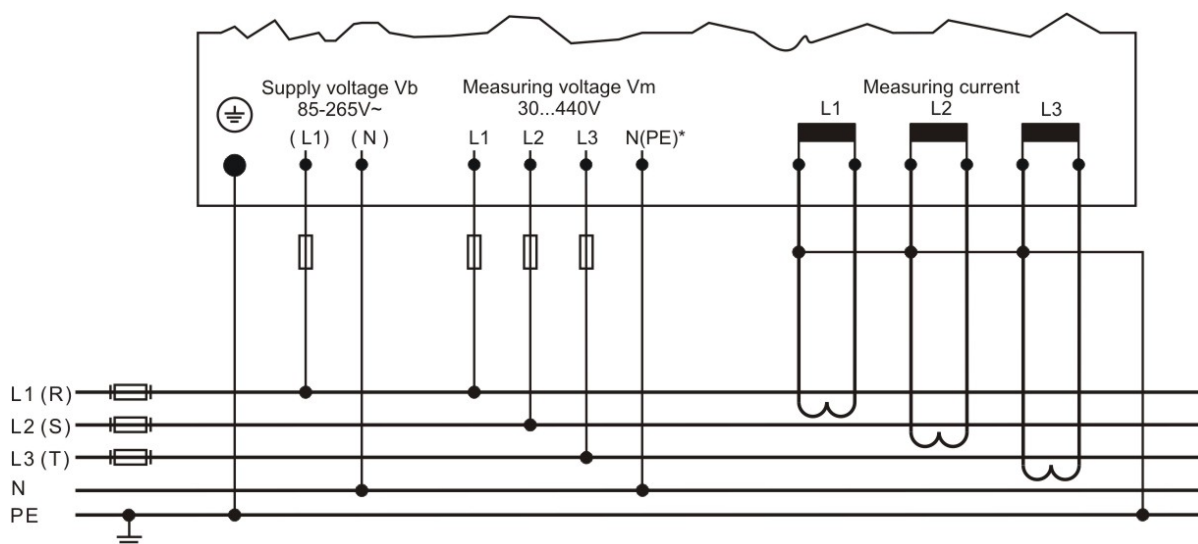 Supply voltage Vb
85-265V~
( L1) ( N )
Measuring voltage Vm
30...440V
L1 L2 L3 N(PE)*
Measuring current
L1 L2 L3
L1 (R)
L2 (S)
L3 (T)
N
PE